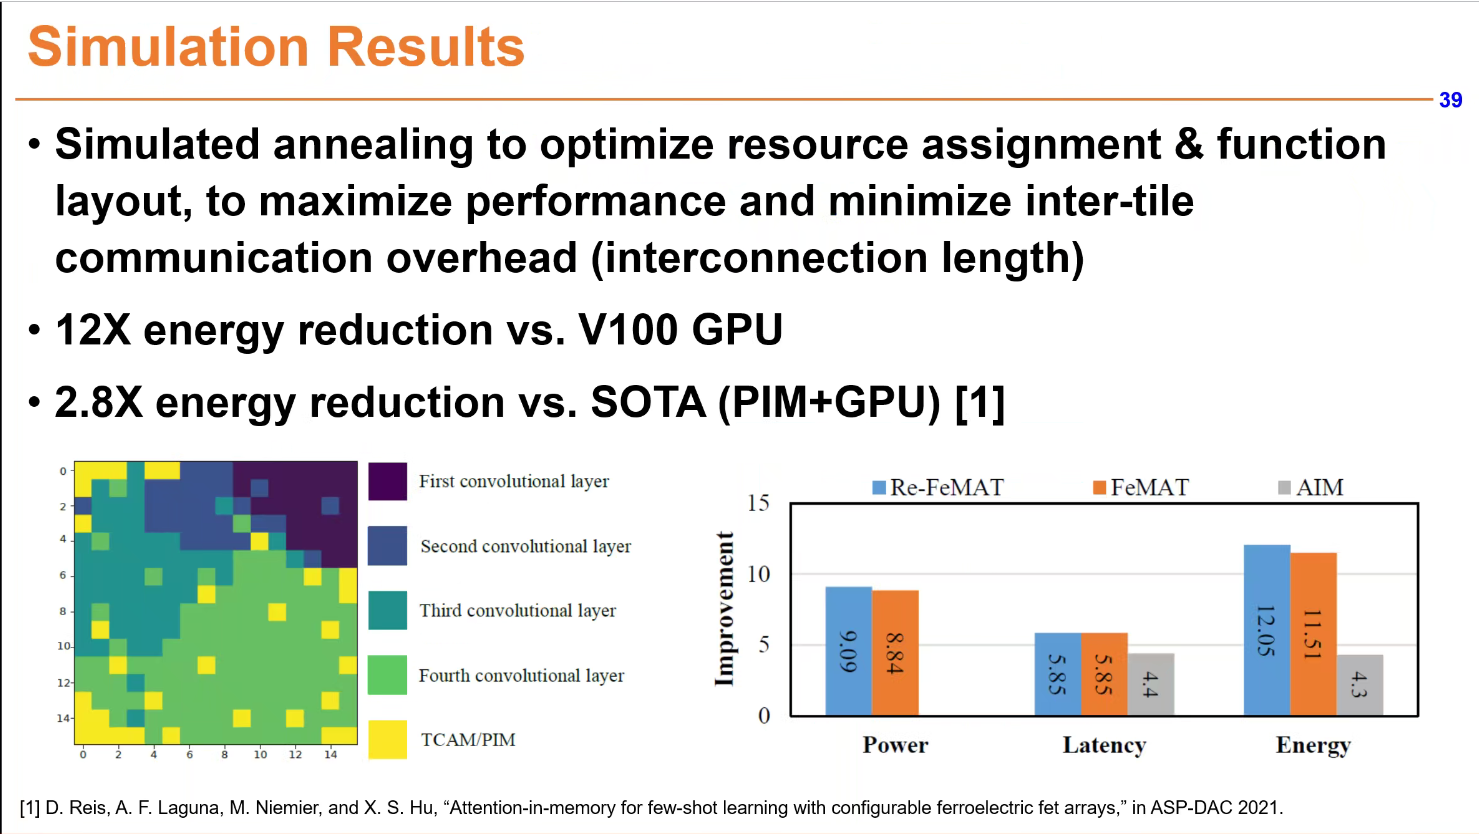 Simulation Results
39
• Simulated annealing to optimize resource assignment & function
layout, to maximize performance and minimize inter-tile
communication overhead (interconnection length)
• 12X energy reduction vs. V100 GPU
• 2.8X energy reduction vs. SOTA (PIM+GPU) [1]
0
2
4
6
8
10
12
14
0 2 4 6 8 10 12 14
First convolutional layer
Second convolutional layer
Third convolutional layer
Fourth convolutional layer
TCAM/PIM
Re-FeMAT FeMAT AIM
Improvement
15
10
5
0
9.09 8.84 5.85 5.85 4.4 12.05 11.51 4.3
Power Latency Energy
[1] D. Reis, A. F. Laguna, M. Niemier, and X. S. Hu, “Attention-in-memory for few-shot learning with configurable ferroelectric fet arrays,” in ASP-DAC 2021.